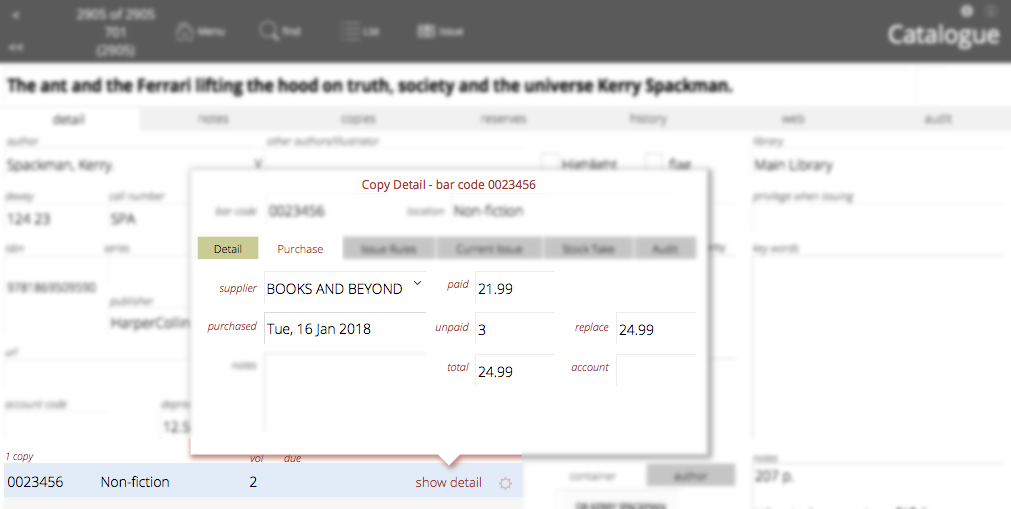 2905 of 2905
701
(2905)
Menu
find
List
Issue
Catalogue
The ant and the Ferrari lifting the hood on truth, society and the universe Kerry Spackman.
detail notes copies reserves history web audit
author other authors/illustrator library
Spackman, Kerry. Highlight flag Main Library
Copy Detail - bar code 0023456
dewey call number privilege when issuing
124 23 SPA
bar code 0023456 location Non-fiction
Detail Purchase Issue Rules Current Issue Stock Take Audit
isbn series key words
9781869509590
supplier BOOKS AND BEYOND paid 21.99
publisher
HarperCollin
purchased Tue, 16 Jan 2018 unpaid 3 replace 24.99
url
notes total 24.99 account
account code depre
12.5
1 copy vol due notes
0023456 Non-fiction 2 show detail
container author 207 p.